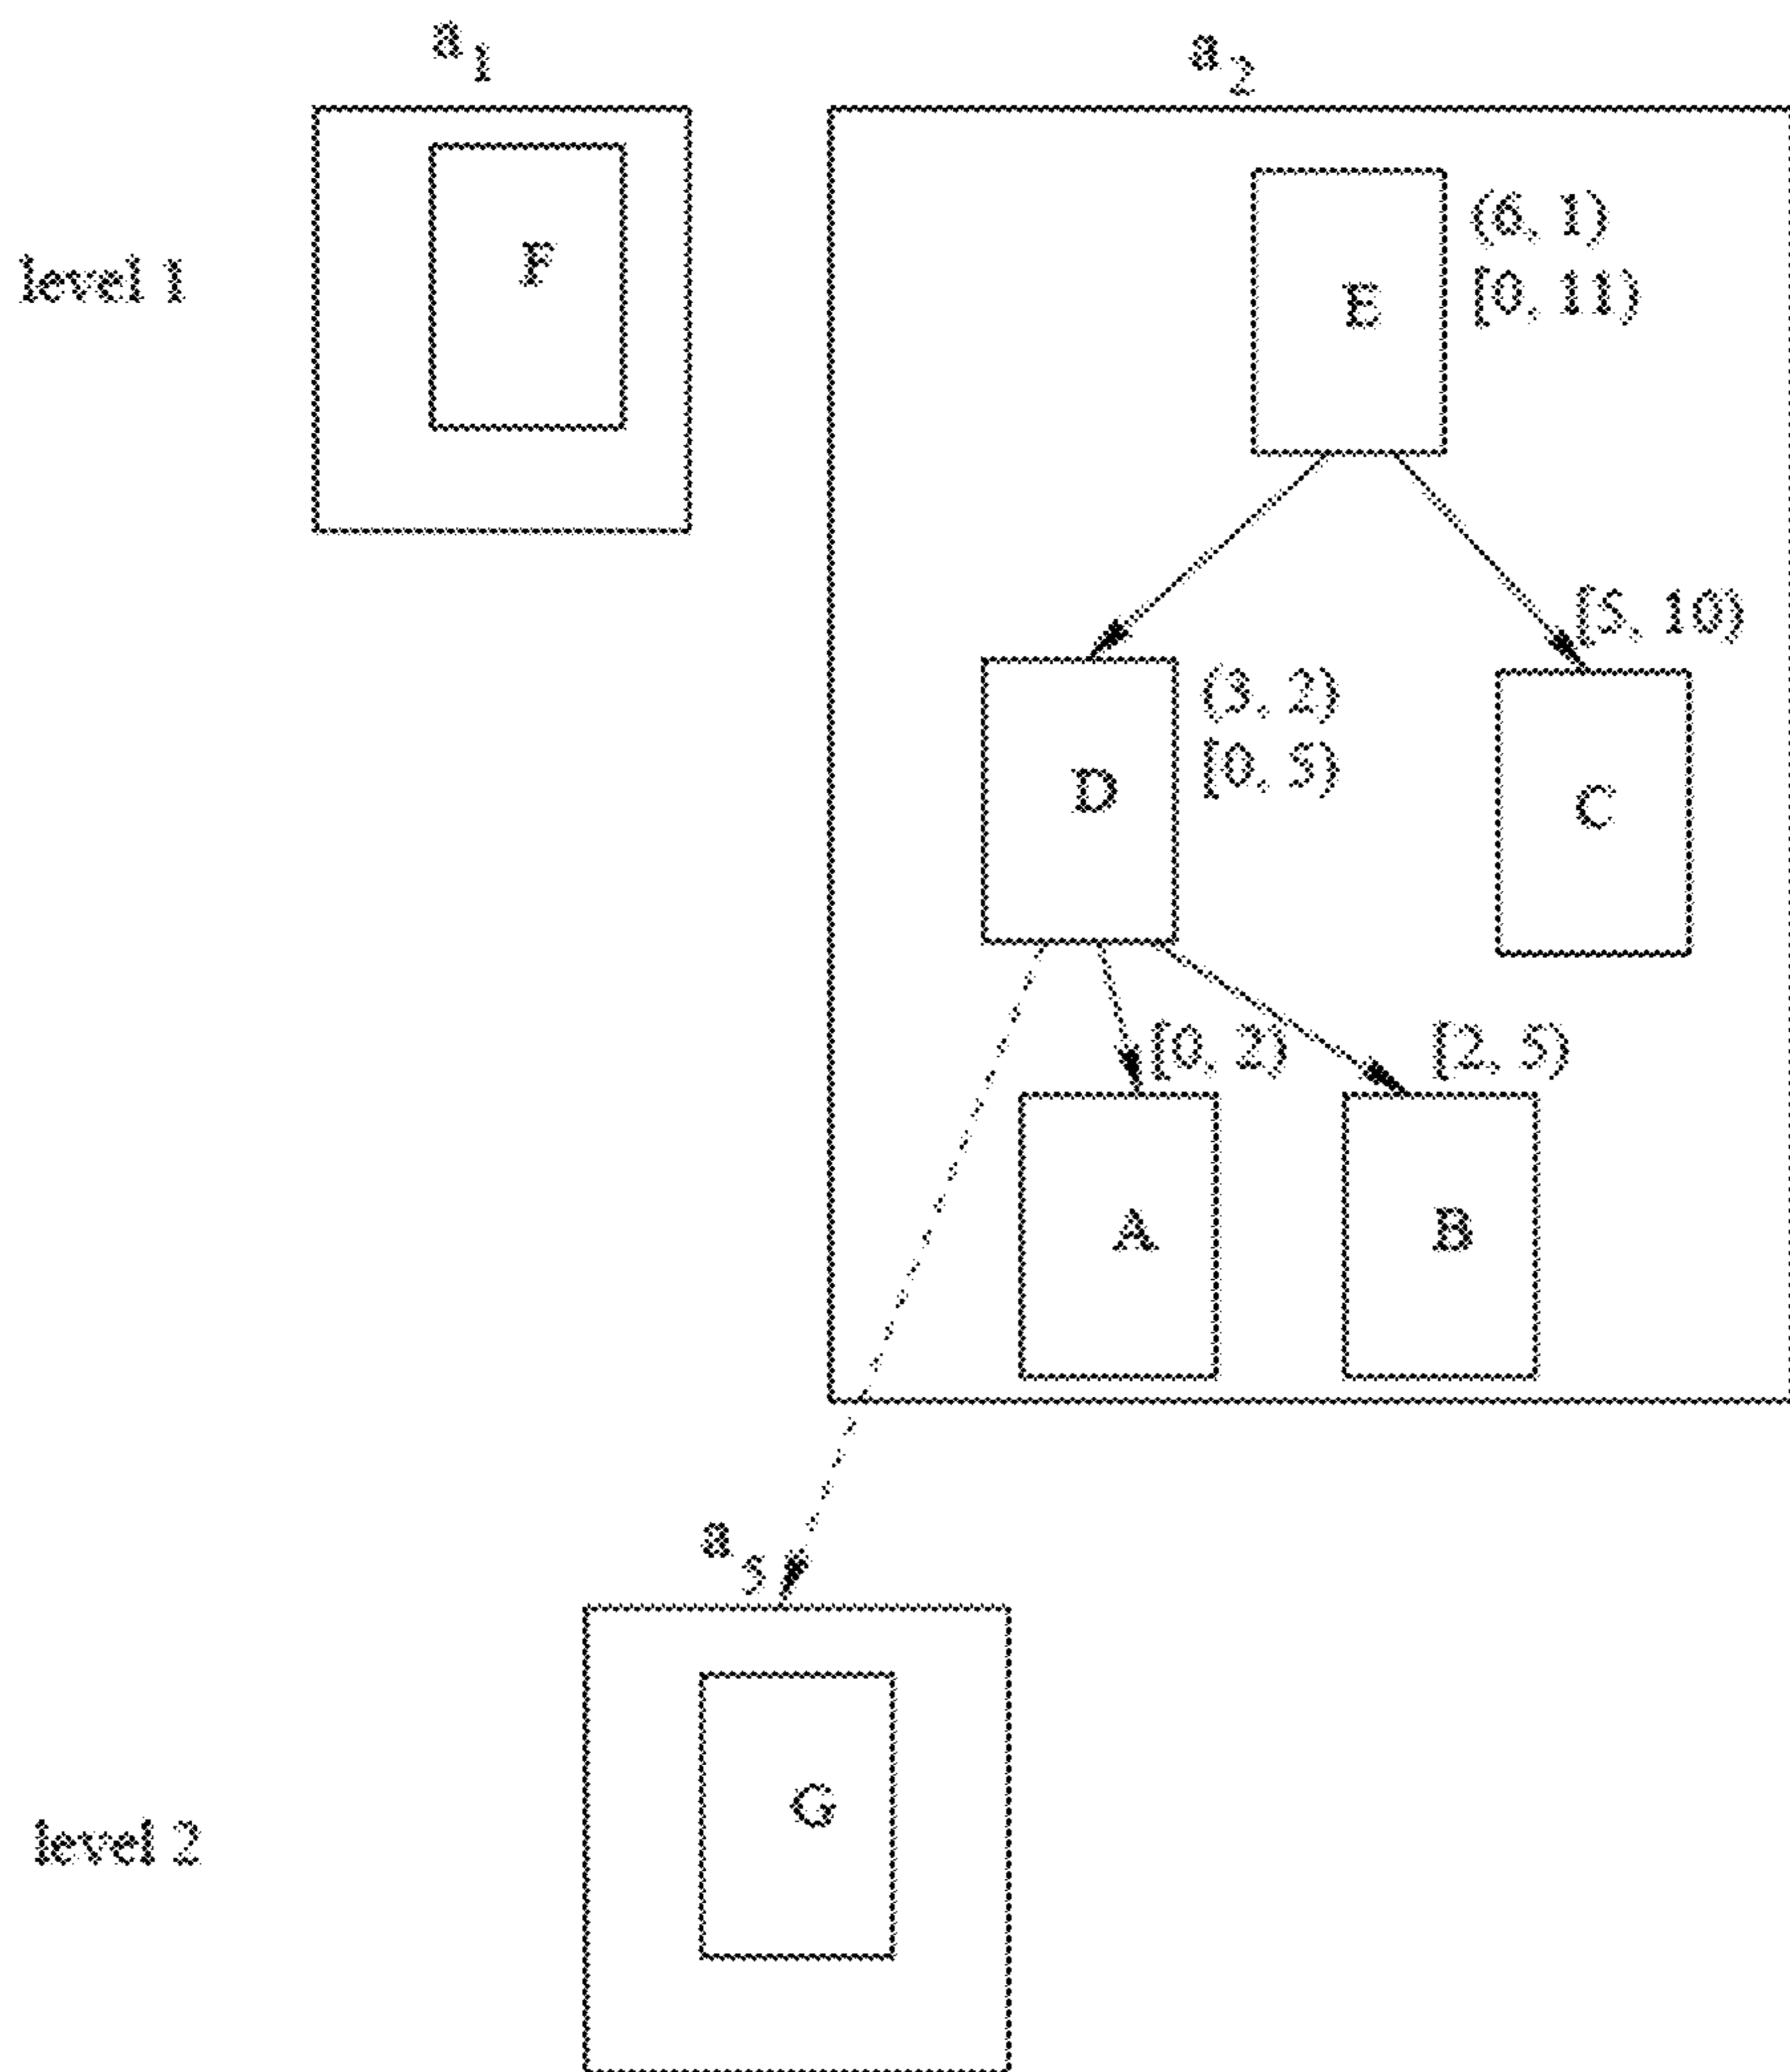 a1
a2
level 1
F
E
(6, 1)
[0, 11)
[5, 10)
D
(3, 2)
[0, 5)
C
[0, 2)
[2, 5)
A
B
a5
G
level 2